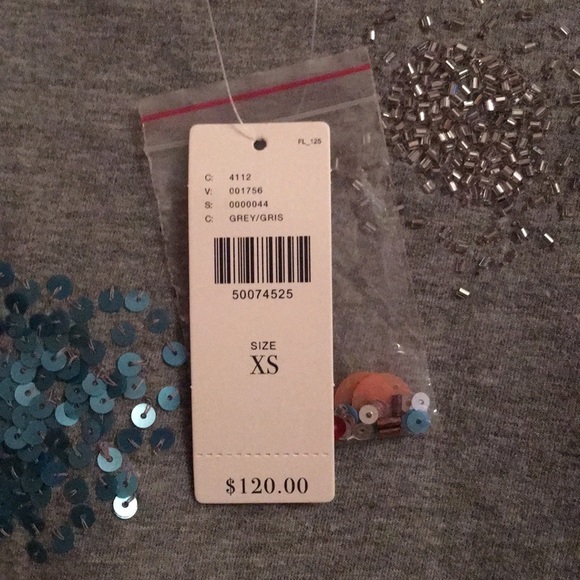 FL_125
C: 4112
V: 001756
S: 0000044
C: GREY/GRIS
50074525
SIZE
XS
$120.00